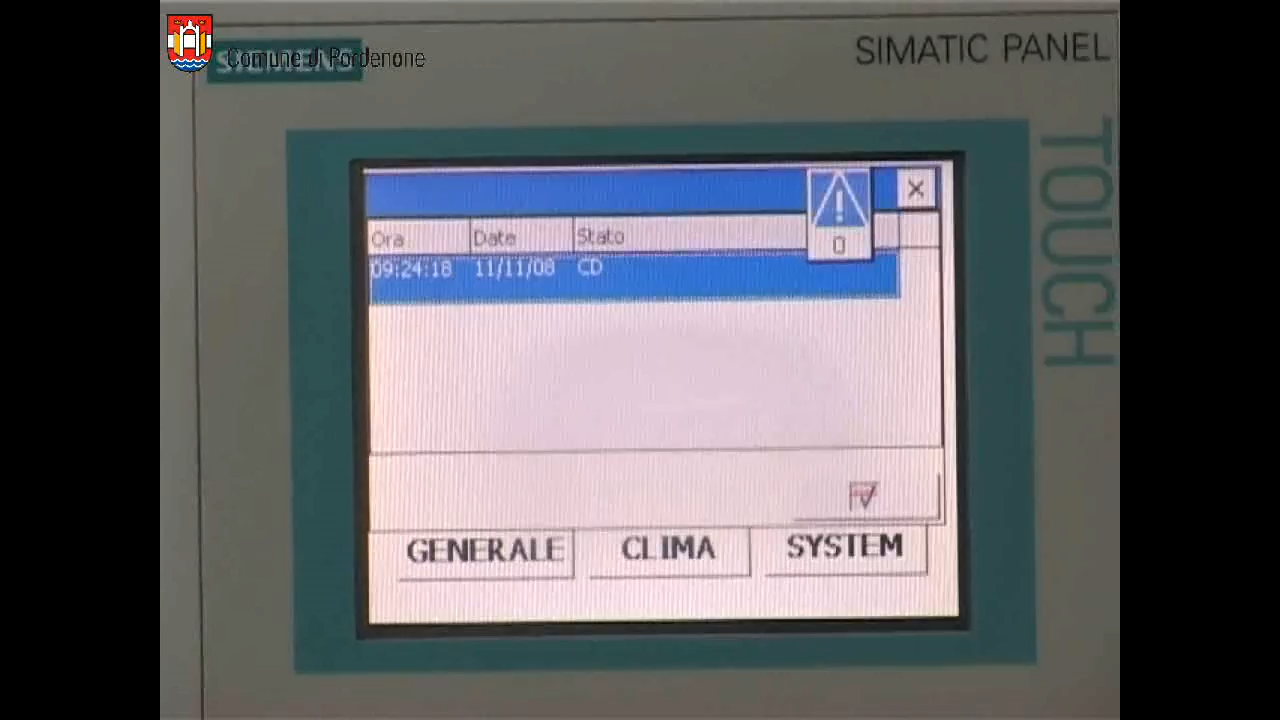 Comune di Pordenone
SIEMENS
SIMATIC PANEL
TOUCH
Ora Date Stato
0
09:24:18 11/11/08 CD
GENERALE CLIMA SYSTEM